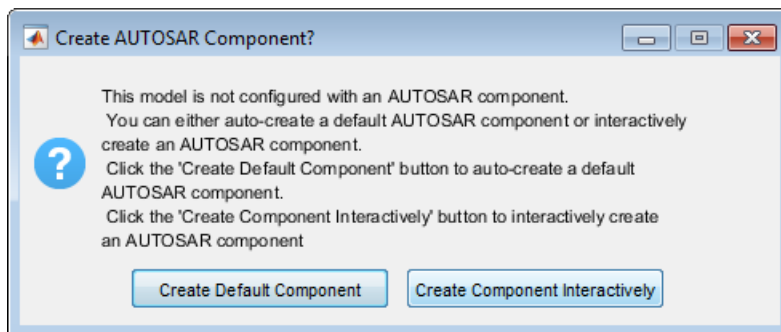 Create AUTOSAR Component?
This model is not configured with an AUTOSAR component.
You can either auto-create a default AUTOSAR component or interactively
create an AUTOSAR component.
Click the 'Create Default Component' button to auto-create a default
AUTOSAR component.
Click the 'Create Component Interactively' button to interactively create
an AUTOSAR component
Create Default Component Create Component Interactively